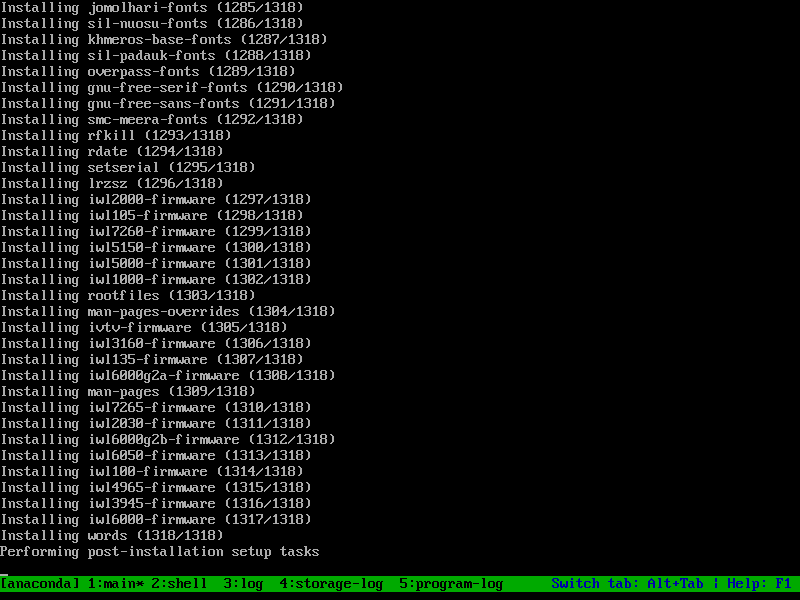 Installing jomolhari-fonts (1285/1318)
Installing sil-nuosu-fonts (1286/1318)
Installing khmeros-base-fonts (1287/1318)
Installing sil-padauk-fonts (1288/1318)
Installing overpass-fonts (1289/1318)
Installing gnu-free-serif-fonts (1290/1318)
Installing gnu-free-sans-fonts (1291/1318)
Installing smc-meera-fonts (1292/1318)
Installing rfkill (1293/1318)
Installing rdate (1294/1318)
Installing setserial (1295/1318)
Installing lrzsz (1296/1318)
Installing iwl2000-firmware (1297/1318)
Installing iwl105-firmware (1298/1318)
Installing iwl7260-firmware (1299/1318)
Installing iwl5150-firmware (1300/1318)
Installing iwl5000-firmware (1301/1318)
Installing iwl1000-firmware (1302/1318)
Installing rootfiles (1303/1318)
Installing man-pages-overrides (1304/1318)
Installing ivtv-firmware (1305/1318)
Installing iwl3160-firmware (1306/1318)
Installing iwl135-firmware (1307/1318)
Installing iwl6000g2a-firmware (1308/1318)
Installing man-pages (1309/1318)
Installing iwl7265-firmware (1310/1318)
Installing iwl2030-firmware (1311/1318)
Installing iwl6000g2b-firmware (1312/1318)
Installing iwl6050-firmware (1313/1318)
Installing iwl100-firmware (1314/1318)
Installing iwl4965-firmware (1315/1318)
Installing iwl3945-firmware (1316/1318)
Installing iwl6000-firmware (1317/1318)
Installing words (1318/1318)
Performing post-installation setup tasks
[anaconda] 1:main* 2:shell  3:log  4:storage-log  5:program-log      Switch tab: Alt+Tab | Help: F1